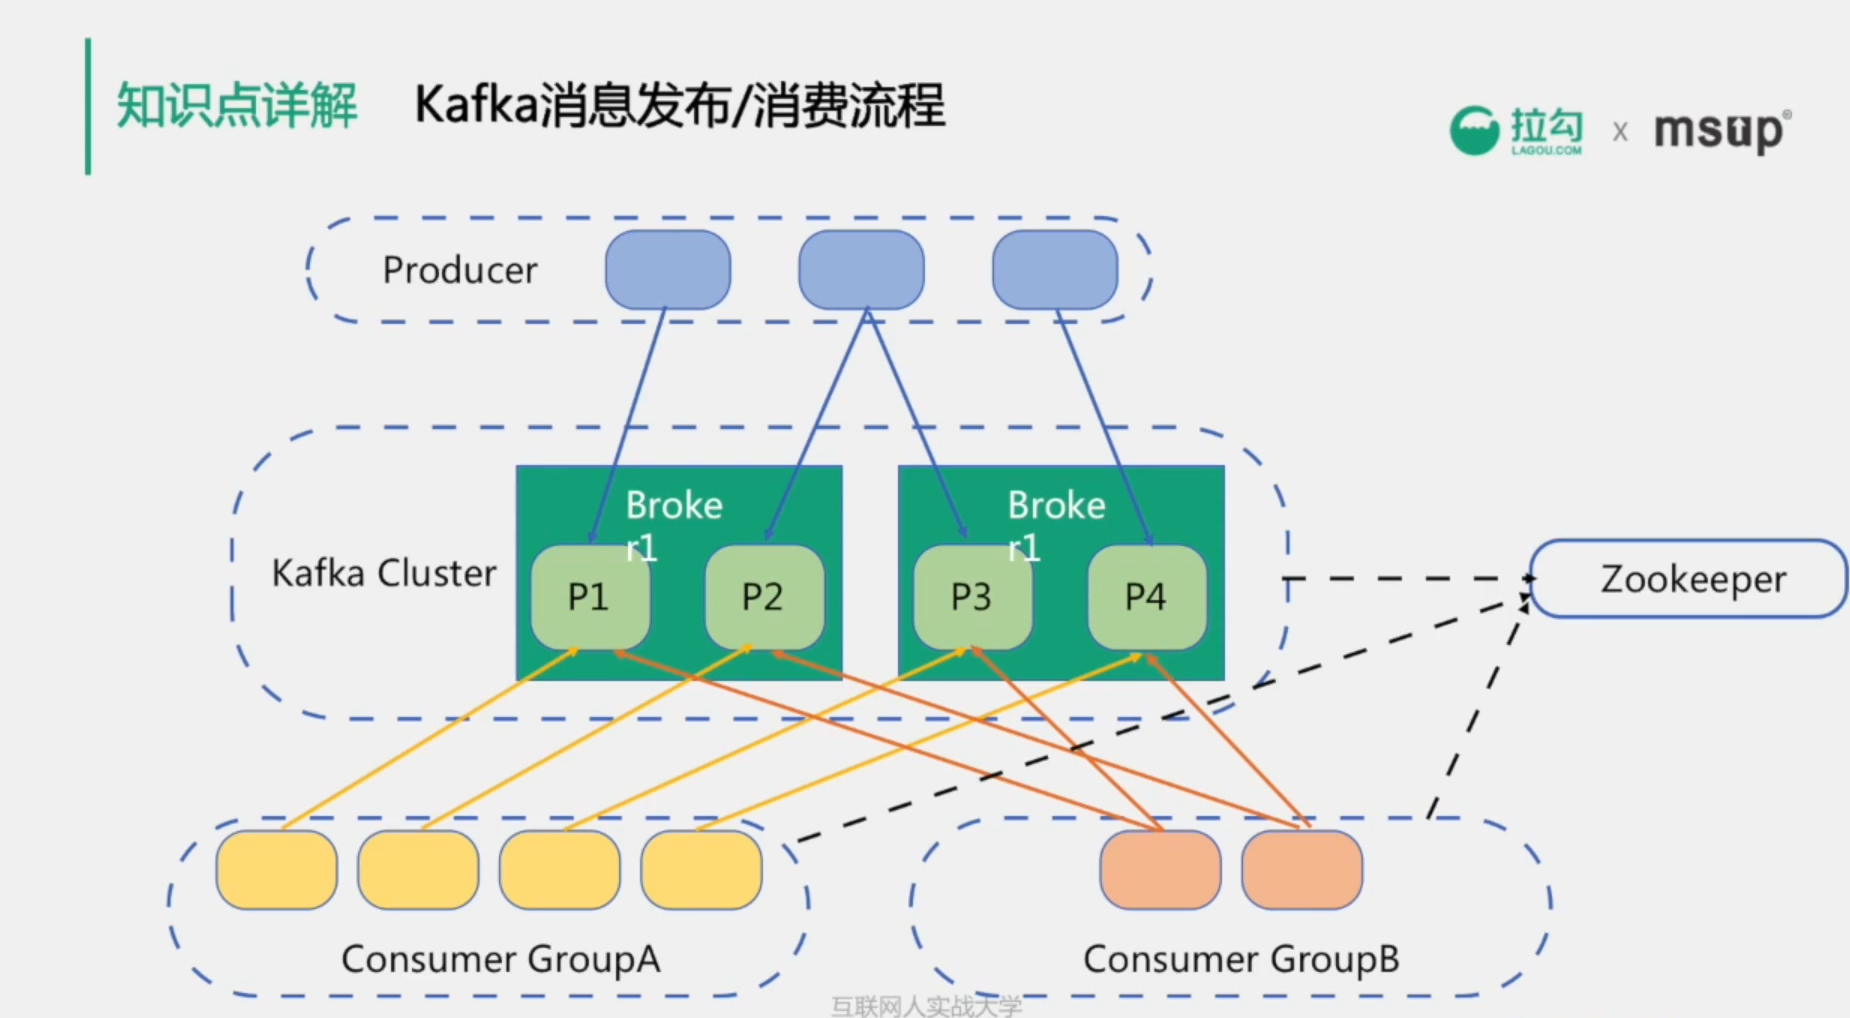 知识点详解 Kafka消息发布/消费流程
拉勾
LAGOU.COM
x msup®
Producer
Broke
r1
Broke
r1
Kafka Cluster
P1
P2
P3
P4
Zookeeper
Consumer GroupA
Consumer GroupB
互联网人实战大学